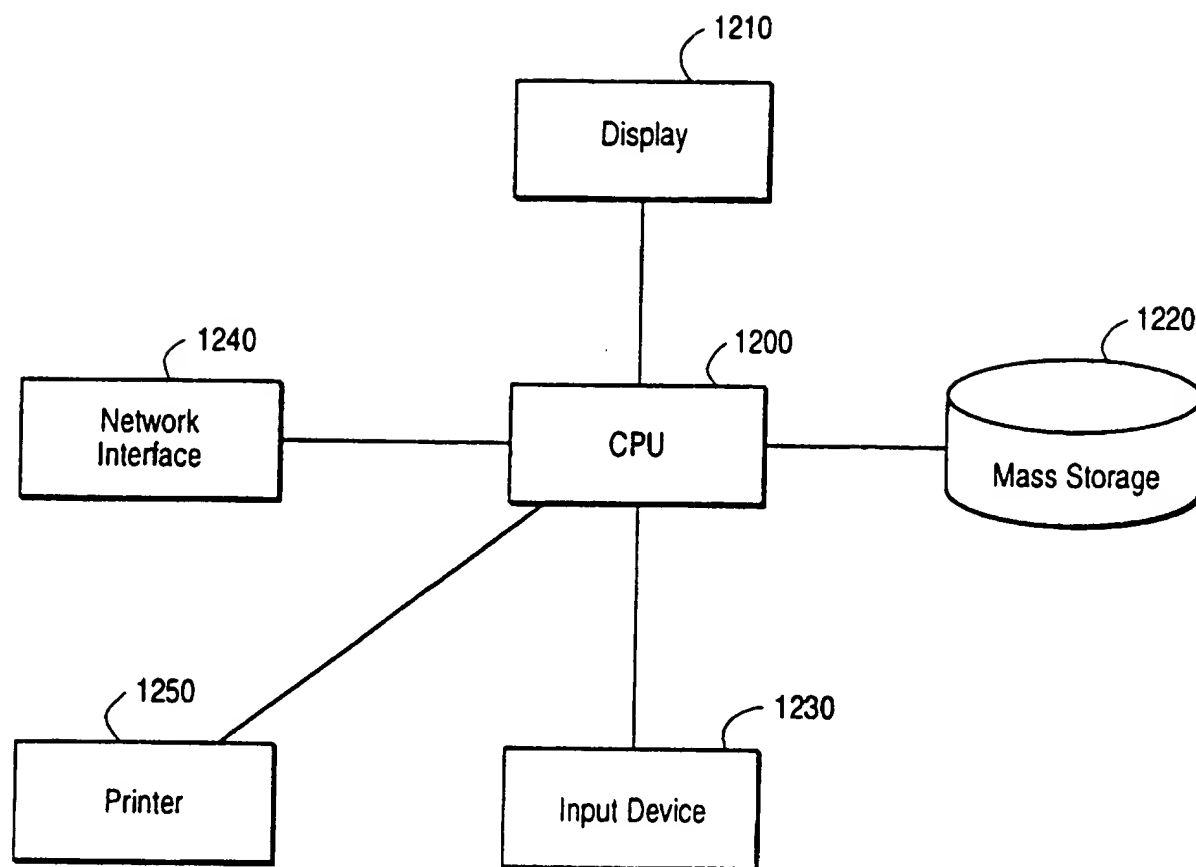 1210
Display
1240
1200
1220
Network
Interface
CPU
Mass Storage
1250
1230
Printer
Input Device